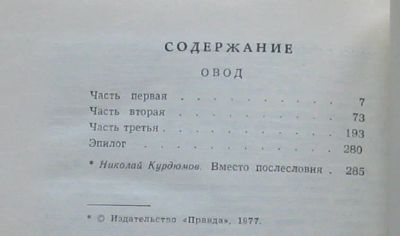 СОДЕРЖАНИЕ
ОВОД
Часть первая . . . . . . . . . . . 7
Часть вторая . . . . . . . . . . . 73
Часть третья . . . . . . . . . . . 193
Эпилог . . . . . . . . . . . . . 280
* Николай Курдюмов. Вместо послесловия . 285
* © Издательство «Правда», 1977.